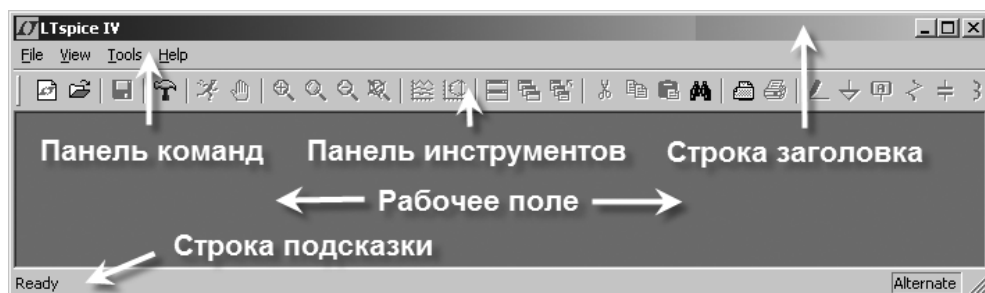 LTspice IV
File View Tools Help
Панель команд Панель инструментов Строка заголовка
Рабочее поле
Строка подсказки
Ready Alternate